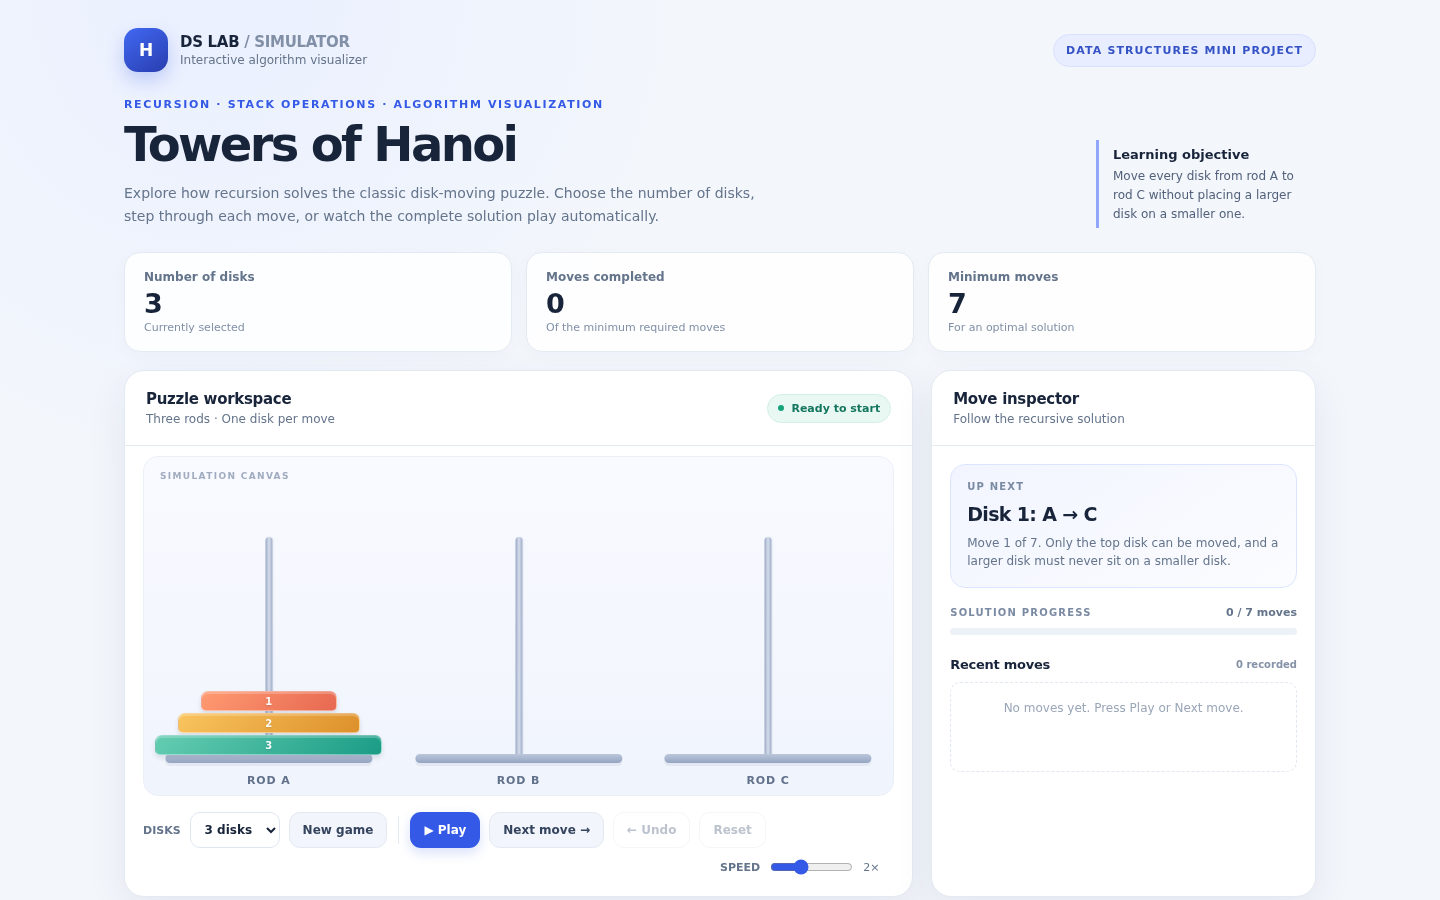 H
DS LAB / SIMULATOR
Interactive algorithm visualizer
DATA STRUCTURES MINI PROJECT
RECURSION · STACK OPERATIONS · ALGORITHM VISUALIZATION
Towers of Hanoi
Explore how recursion solves the classic disk-moving puzzle. Choose the number of disks,
step through each move, or watch the complete solution play automatically.
Learning objective
Move every disk from rod A to
rod C without placing a larger
disk on a smaller one.
Number of disks
3
Currently selected
Moves completed
0
Of the minimum required moves
Minimum moves
7
For an optimal solution
Puzzle workspace
Three rods · One disk per move
Ready to start
SIMULATION CANVAS
1
2
3
ROD A
ROD B
ROD C
DISKS
3 disks
New game
▶ Play
Next move →
← Undo
Reset
SPEED
2×
Move inspector
Follow the recursive solution
UP NEXT
Disk 1: A → C
Move 1 of 7. Only the top disk can be moved, and a
larger disk must never sit on a smaller disk.
SOLUTION PROGRESS
0 / 7 moves
Recent moves
0 recorded
No moves yet. Press Play or Next move.